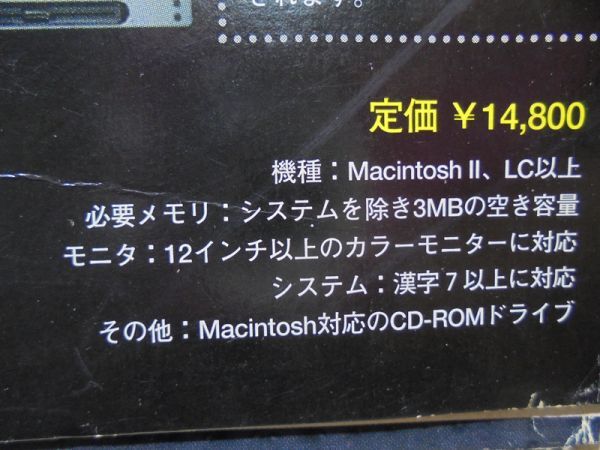 されます。
定価 ￥14,800
機種：Macintosh II、LC以上
必要メモリ：システムを除き3MBの空き容量
モニタ：12インチ以上のカラーモニターに対応
システム：漢字７以上に対応
その他：Macintosh対応のCD-ROMドライブ